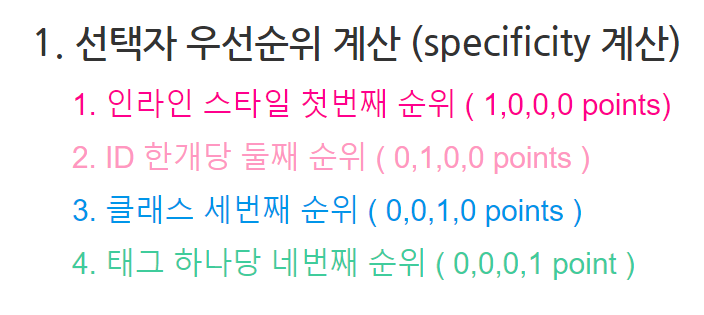 1. 선택자 우선순위 계산 (specificity 계산)
1. 인라인 스타일 첫번째 순위 ( 1,0,0,0 points)
2. ID 한개당 둘째 순위 ( 0,1,0,0 points )
3. 클래스 세번째 순위 ( 0,0,1,0 points )
4. 태그 하나당 네번째 순위 ( 0,0,0,1 point )